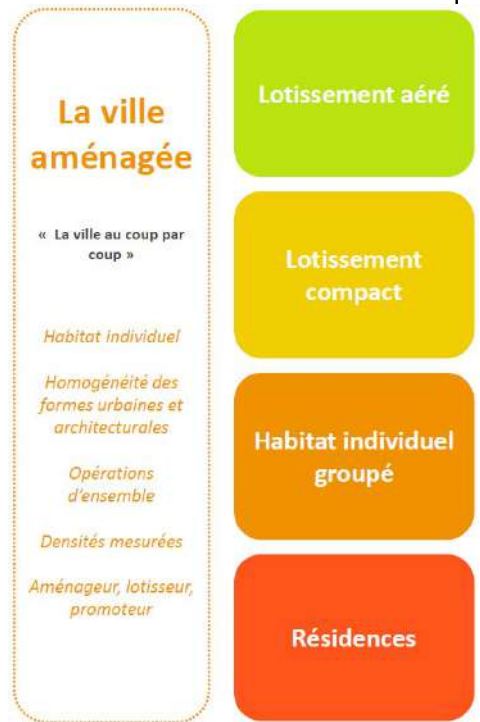 La ville
aménagée
« La ville au coup par
coup »
Habitat individuel
Homogénéité des
formes urbaines et
architecturales
Opérations
d'ensemble
Densités mesurées
Aménageur, lotisseur,
promoteur
Lotissement aéré
Lotissement
compact
Habitat individuel
groupé
Résidences